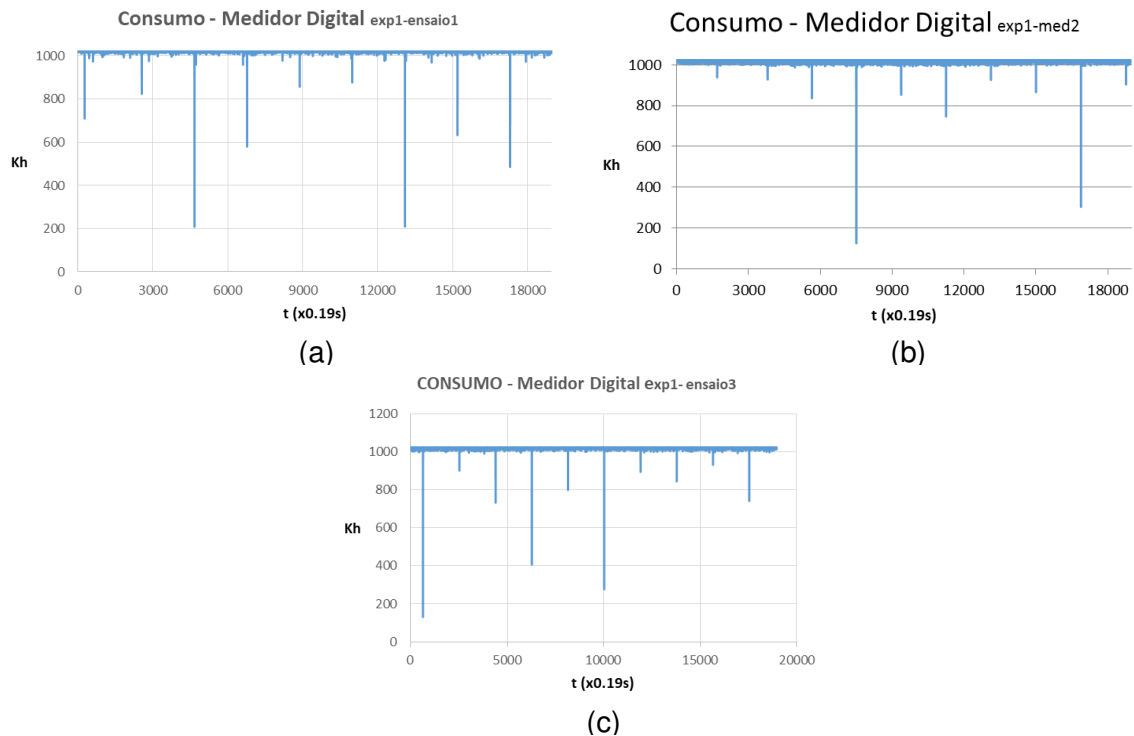 Consumo - Medidor Digital exp1-ensaio1
1000
800
600
Kh
400
200
0
0 3000 6000 9000 12000 15000 18000
t (x0.19s)
(a)
Consumo - Medidor Digital exp1-med2
1000
800
600
Kh
400
200
0
0 3000 6000 9000 12000 15000 18000
t (x0.19s)
(b)
CONSUMO - Medidor Digital exp1- ensaio3
1200
1000
800
600
Kh
400
200
0
0 5000 10000 15000 20000
t (x0.19s)
(c)